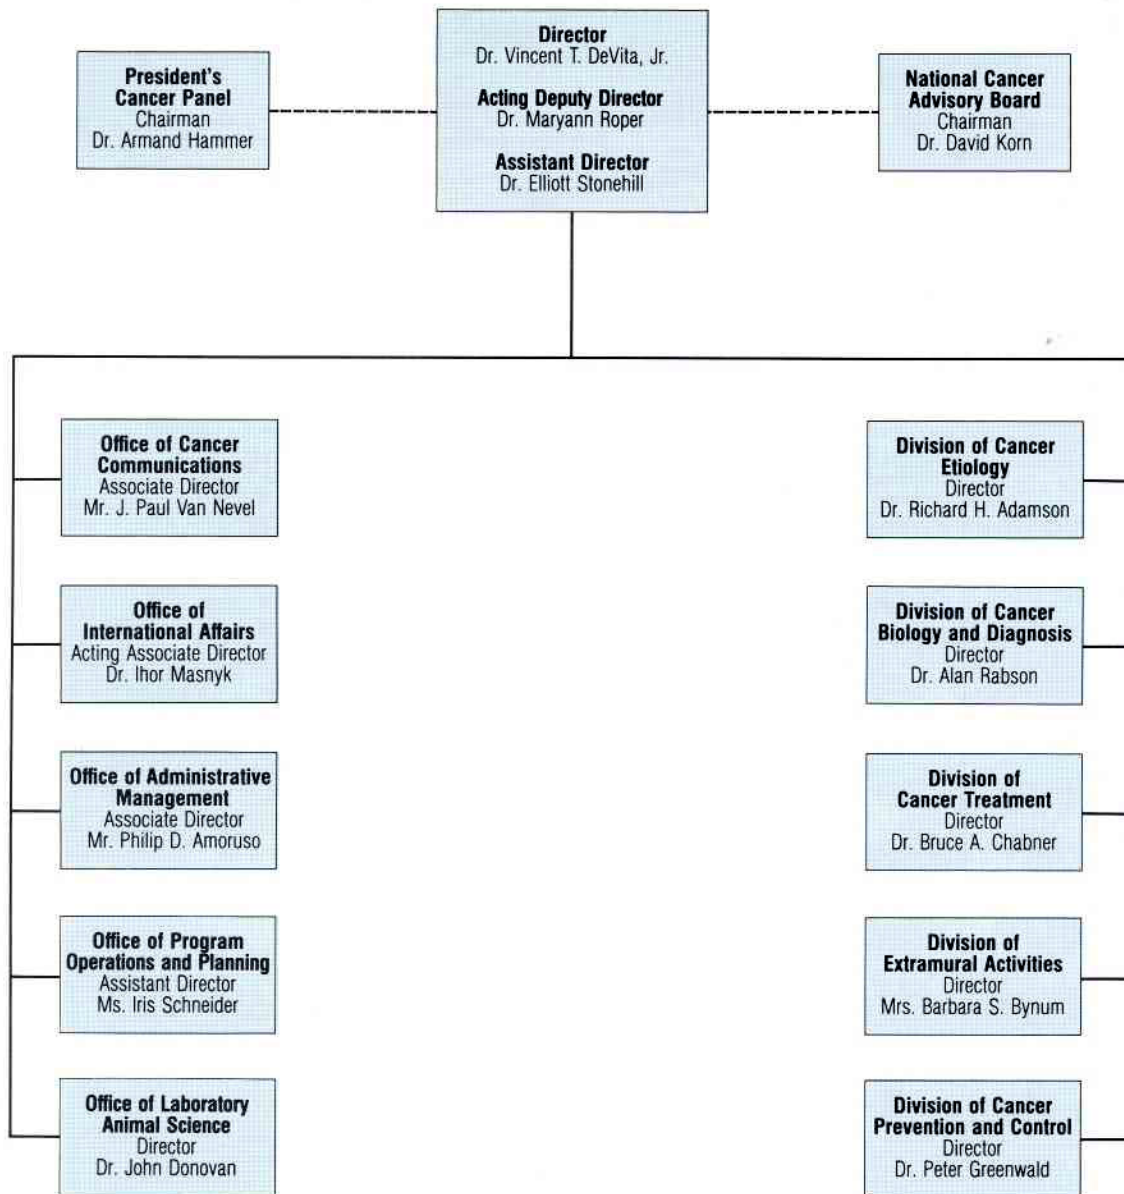 President's
Cancer Panel
Chairman
Dr. Armand Hammer
Director
Dr. Vincent T. DeVita, Jr.
Acting Deputy Director
Dr. Maryann Roper
Assistant Director
Dr. Elliott Stonehill
National Cancer
Advisory Board
Chairman
Dr. David Korn
Office of Cancer
Communications
Associate Director
Mr. J. Paul Van Nevel
Office of
International Affairs
Acting Associate Director
Dr. Ihor Masnyk
Office of Administrative
Management
Associate Director
Mr. Philip D. Amoruso
Office of Program
Operations and Planning
Assistant Director
Ms. Iris Schneider
Office of Laboratory
Animal Science
Director
Dr. John Donovan
Division of Cancer
Etiology
Director
Dr. Richard H. Adamson
Division of Cancer
Biology and Diagnosis
Director
Dr. Alan Rabson
Division of
Cancer Treatment
Director
Dr. Bruce A. Chabner
Division of
Extramural Activities
Director
Mrs. Barbara S. Bynum
Division of Cancer
Prevention and Control
Director
Dr. Peter Greenwald